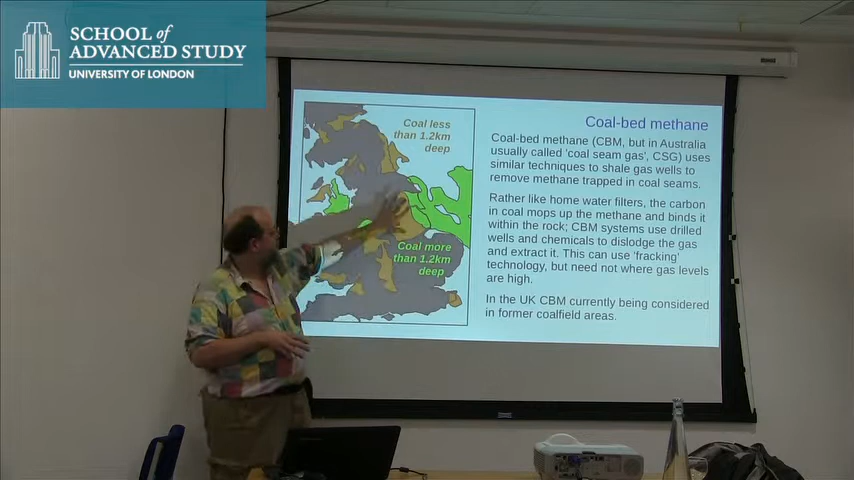 SCHOOL of
ADVANCED STUDY
UNIVERSITY OF LONDON
Coal-bed methane
Coal less
than 1.2km
deep
Coal more
than 1.2km
deep
Coal-bed methane (CBM, but in Australia
usually called 'coal seam gas', CSG) uses
similar techniques to shale gas wells to
remove methane trapped in coal seams.
Rather like home water filters, the carbon
in coal mops up the methane and binds it
within the rock; CBM systems use drilled
wells and chemicals to dislodge the gas
and extract it. This can use 'fracking'
technology, but need not where gas levels
are high.
In the UK CBM currently being considered
in former coalfield areas.